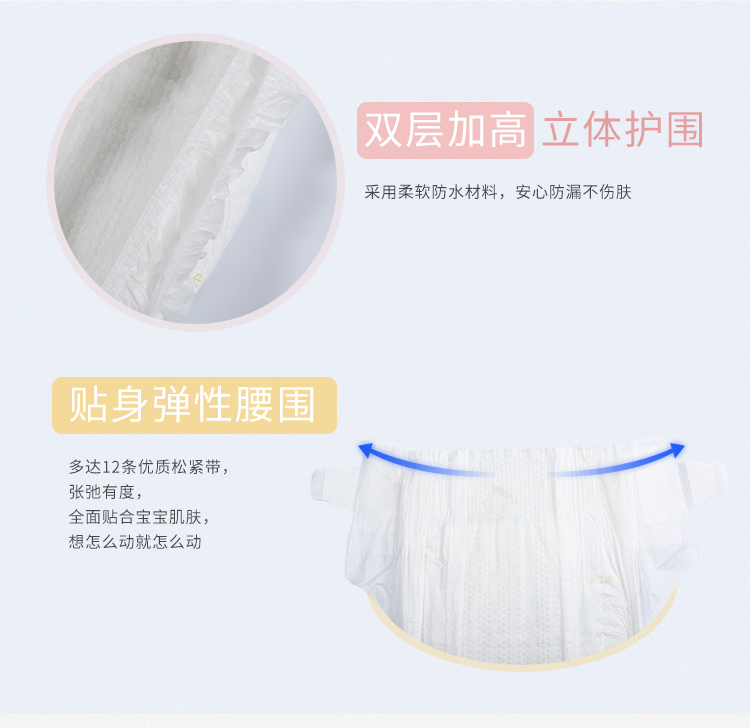 双层加高 立体护围
采用柔软防水材料，安心防漏不伤肤
贴身弹性腰围
多达12条优质松紧带，
张弛有度，
全面贴合宝宝肌肤，
想怎么动就怎么动